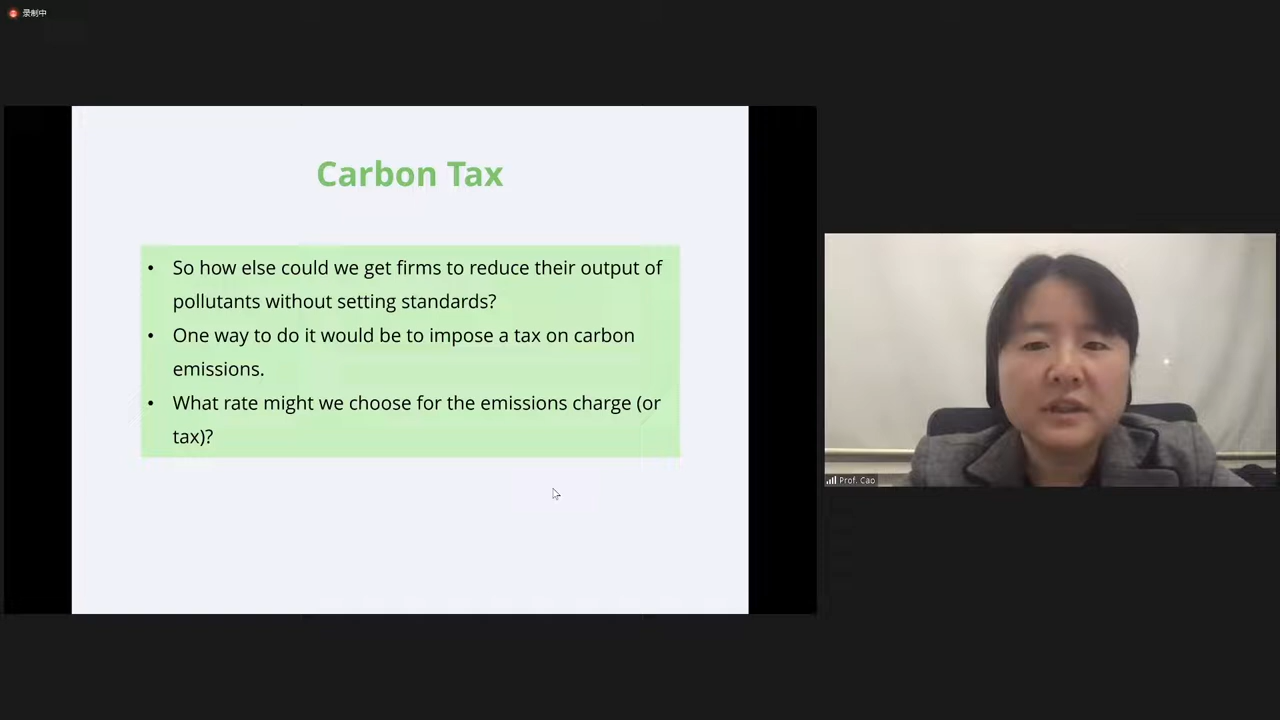 录制中
Carbon Tax
• So how else could we get firms to reduce their output of
pollutants without setting standards?
• One way to do it would be to impose a tax on carbon
emissions.
• What rate might we choose for the emissions charge (or
tax)?
Prof. Cao